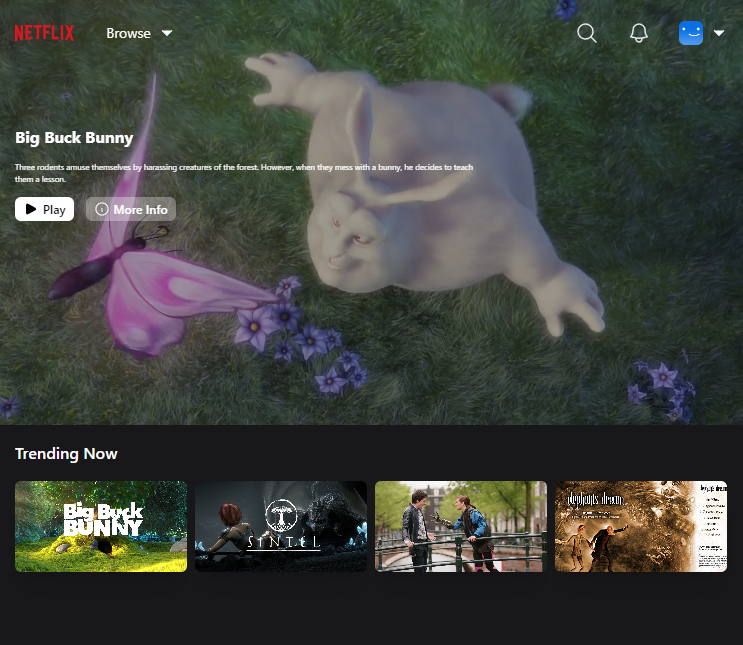 NETFLIX
Browse
Big Buck Bunny
Three rodents amuse themselves by harassing creatures of the forest. However, when they mess with a bunny, he decides to teach
them a lesson.
Play
More Info
Trending Now
Big Buck
BUNNY
SINTEL
elephants dream